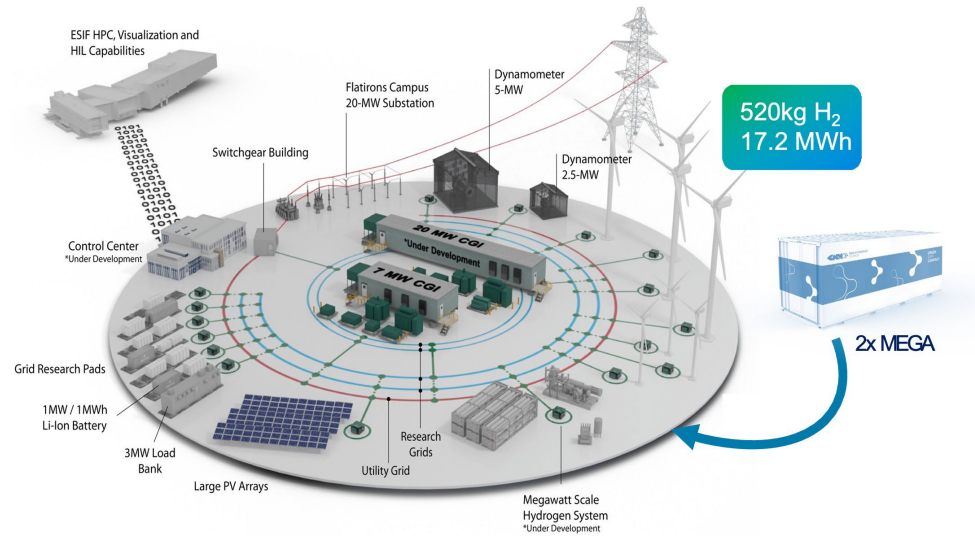 ESIF HPC, Visualization and
HIL Capabilities
Flatirons Campus
20-MW Substation
Dynamometer
5-MW
520kg H₂
17.2 MWh
Switchgear Building
Dynamometer
2.5-MW
Control Center
*Under Development
20 MW CGI
*Under Development
7 MW CGI
GKN
2x MEGA
Grid Research Pads
1MW / 1MWh
Li-Ion Battery
3MW Load
Bank
Large PV Arrays
Utility Grid
Research
Grids
Megawatt Scale
Hydrogen System
*Under Development